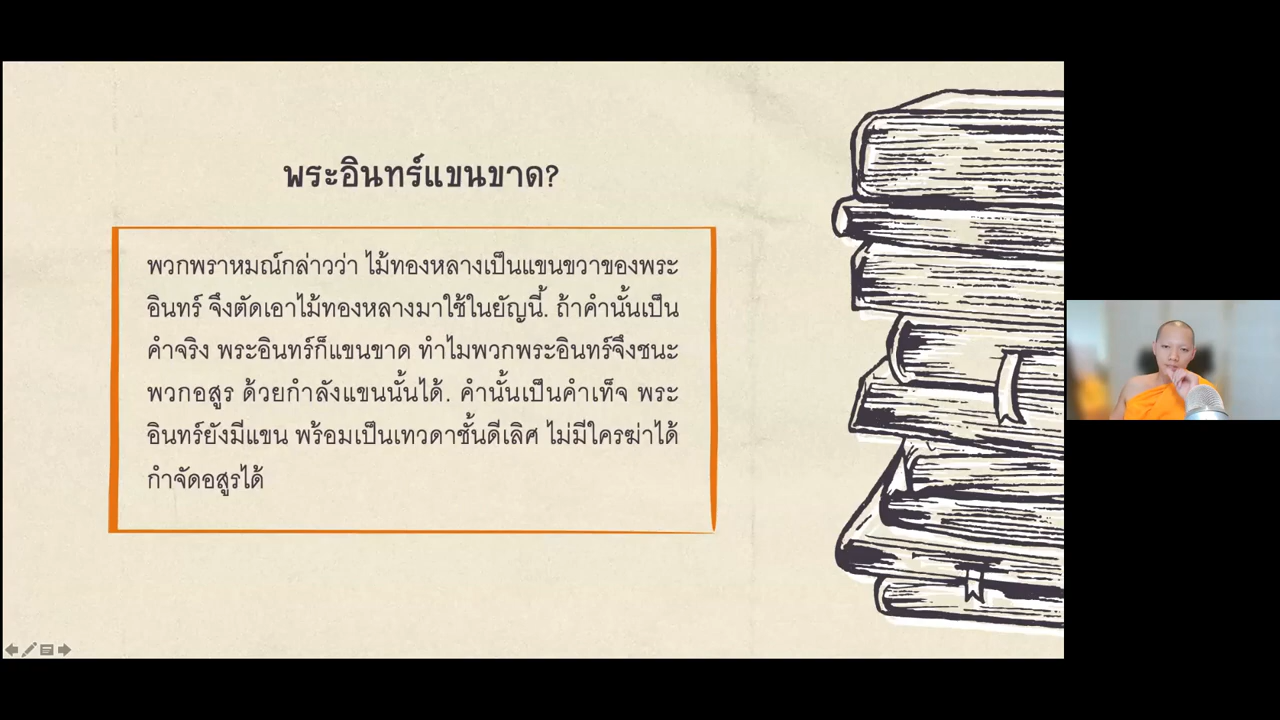 พระอินทร์แขนขาด?
พวกพราหมณ์กล่าวว่า ไม้ทองหลางเป็นแขนขวาของพระ
อินทร์ จึงตัดเอาไม้ทองหลางมาใช้ในยัญนี้. ถ้าคำนั้นเป็น
คำจริง พระอินทร์ก็แขนขาด ทำไมพวกพระอินทร์จึงชนะ
พวกอสูร ด้วยกำลังแขนนั้นได้. คำนั้นเป็นคำเท็จ พระ
อินทร์ยังมีแขน พร้อมเป็นเทวดาชั้นดีเลิศ ไม่มีใครฆ่าได้
กำจัดอสูรได้